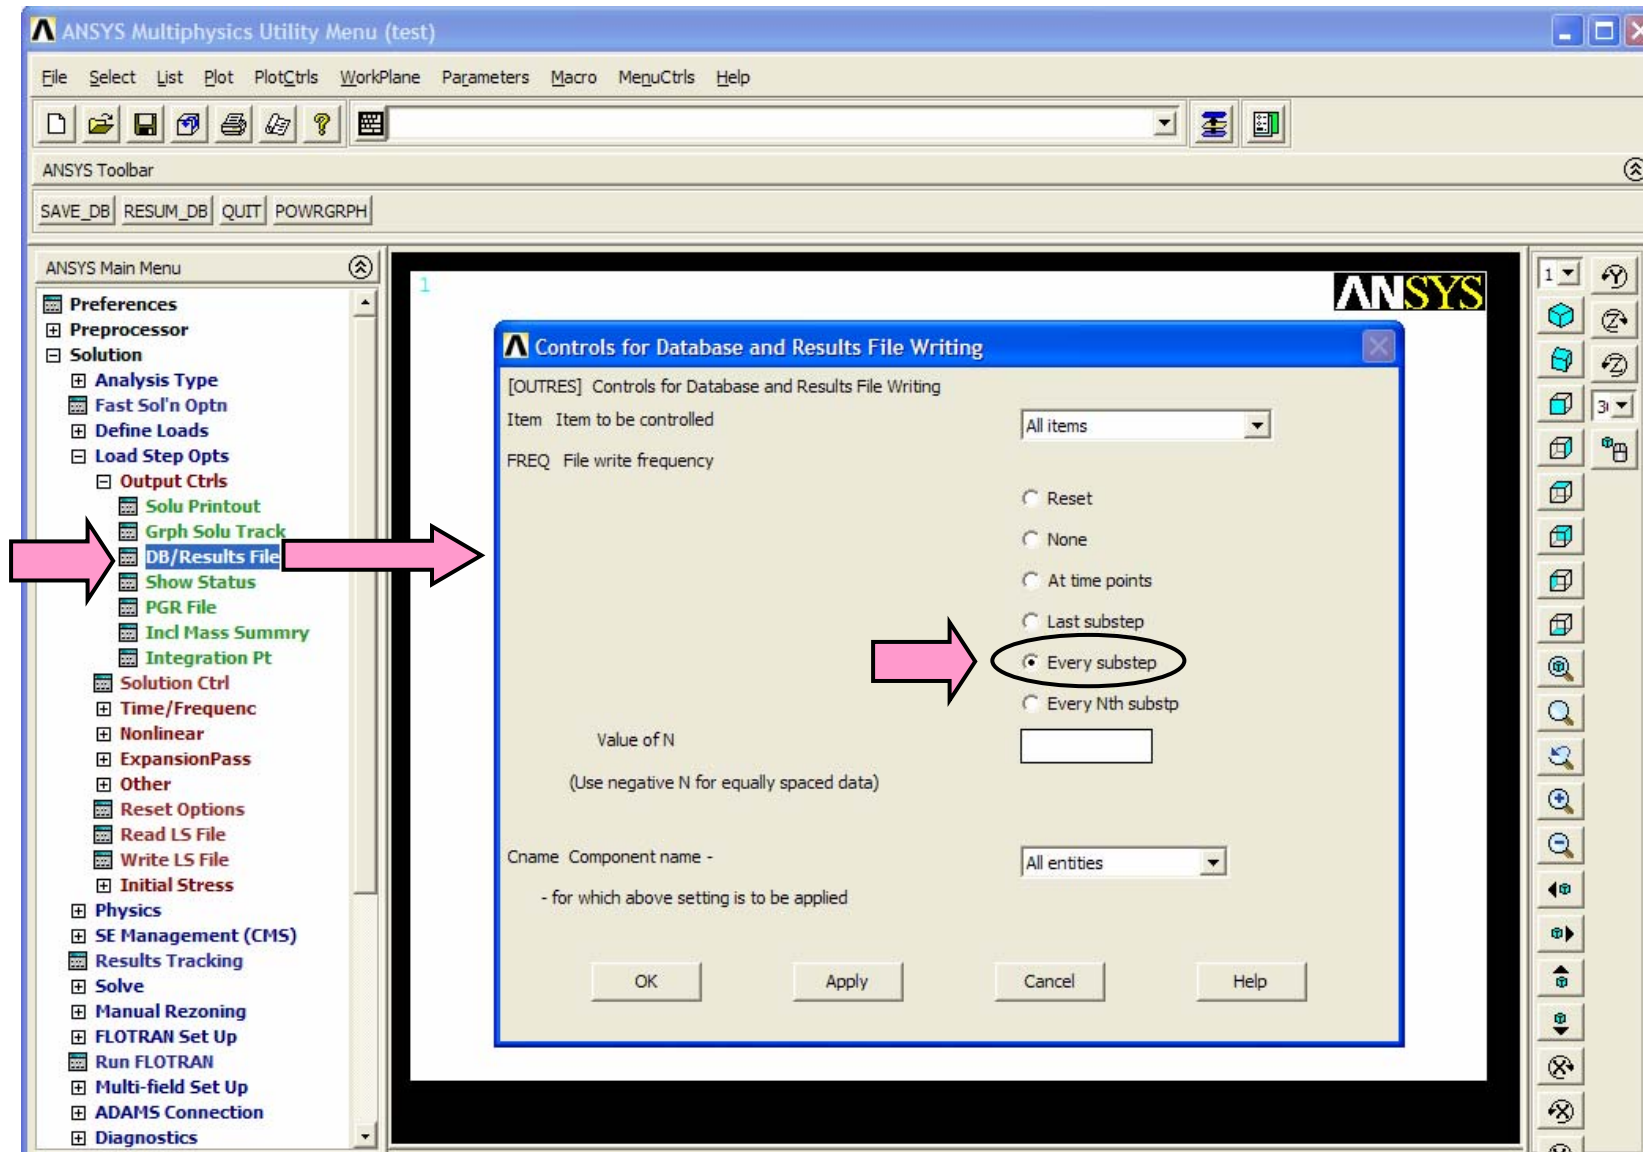 ANSYS Multiphysics Utility Menu (test)
File Select List Plot PlotCtrls WorkPlane Parameters Macro MenuCtrls Help
ANSYS Toolbar
SAVE_DB RESUM_DB QUIT POWRGRPH
ANSYS Main Menu
Preferences
Preprocessor
Solution
Analysis Type
Fast Sol'n Optn
Define Loads
Load Step Opts
Output Ctrls
Solu Printout
Grph Solu Track
DB/Results File
Show Status
PGR File
Incl Mass Summry
Integration Pt
Solution Ctrl
Time/Frequenc
Nonlinear
ExpansionPass
Other
Reset Options
Read LS File
Write LS File
Initial Stress
Physics
SE Management (CMS)
Results Tracking
Solve
Manual Rezoning
FLOTRAN Set Up
Run FLOTRAN
Multi-field Set Up
ADAMS Connection
Diagnostics
1
ANSYS
Controls for Database and Results File Writing
[OUTRES] Controls for Database and Results File Writing
Item Item to be controlled
All items
FREQ File write frequency
Reset
None
At time points
Last substep
Every substep
Every Nth substp
Value of N
(Use negative N for equally spaced data)
Cname Component name -
All entities
- for which above setting is to be applied
OK Apply Cancel Help
1
Y
Z
Z
X
X